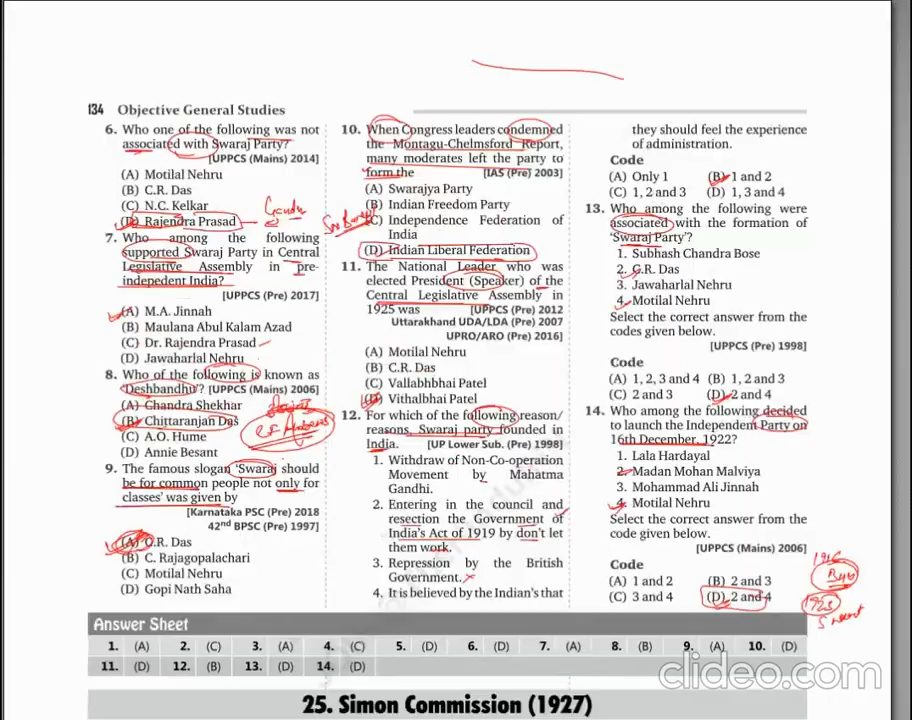 134 Objective General Studies
6. Who one of the following was not
associated with Swaraj Party?
[UPPCS (Mains) 2014]
(A) Motilal Nehru
(B) C.R. Das
(C) N.C. Kelkar
(D) Rajendra Prasad
7. Who among the following
supported Swaraj Party in Central
Legislative Assembly in pre-
indepedent India?
[UPPCS (Pre) 2017]
(A) M.A. Jinnah
(B) Maulana Abul Kalam Azad
(C) Dr. Rajendra Prasad
(D) Jawaharlal Nehru
8. Who of the following is known as
'Deshbandhu'? [UPPCS (Mains) 2006]
(A) Chandra Shekhar
(B) Chittaranjan Das
(C) A.O. Hume
(D) Annie Besant
9. The famous slogan 'Swaraj should
be for common people not only for
classes' was given by
[Karnataka PSC (Pre) 2018
42nd BPSC (Pre) 1997]
(A) C.R. Das
(B) C. Rajagopalachari
(C) Motilal Nehru
(D) Gopi Nath Saha
10. When Congress leaders condemned
the Montagu-Chelmsford Report,
many moderates left the party to
form the [IAS (Pre) 2003]
(A) Swarajya Party
(B) Indian Freedom Party
(C) Independence Federation of
India
(D) Indian Liberal Federation
11. The National Leader who was
elected President (Speaker) of the
Central Legislative Assembly in
1925 was [UPPCS (Pre) 2012
Uttarakhand UDA/LDA (Pre) 2007
UPRO/ARO (Pre) 2016]
(A) Motilal Nehru
(B) C.R. Das
(C) Vallabhbhai Patel
(D) Vithalbhai Patel
12. For which of the following reason/
reasons, Swaraj party founded in
India. [UP Lower Sub. (Pre) 1998]
1. Withdraw of Non-Co-operation
Movement by Mahatma
Gandhi.
2. Entering in the council and
resection the Government of
India's Act of 1919 by don't let
them work.
3. Repression by the British
Government.
4. It is believed by the Indian's that
they should feel the experience
of administration.
Code
(A) Only 1 (B) 1 and 2
(C) 1, 2 and 3 (D) 1, 3 and 4
13. Who among the following were
associated with the formation of
'Swaraj Party'?
1. Subhash Chandra Bose
2. C.R. Das
3. Jawaharlal Nehru
4. Motilal Nehru
Select the correct answer from the
codes given below.
[UPPCS (Pre) 1998]
Code
(A) 1, 2, 3 and 4 (B) 1, 2 and 3
(C) 2 and 3 (D) 2 and 4
14. Who among the following decided
to launch the Independent Party on
16th December, 1922?
1. Lala Hardayal
2. Madan Mohan Malviya
3. Mohammad Ali Jinnah
4. Motilal Nehru
Select the correct answer from the
code given below.
[UPPCS (Mains) 2006]
Code
(A) 1 and 2 (B) 2 and 3
(C) 3 and 4 (D) 2 and 4
1923
Answer Sheet
1. (A) 2. (C) 3. (A) 4. (C) 5. (D) 6. (D) 7. (A) 8. (B) 9. (A) 10. (D)
11. (D) 12. (B) 13. (D) 14. (D)
clideo.com
25. Simon Commission (1927)